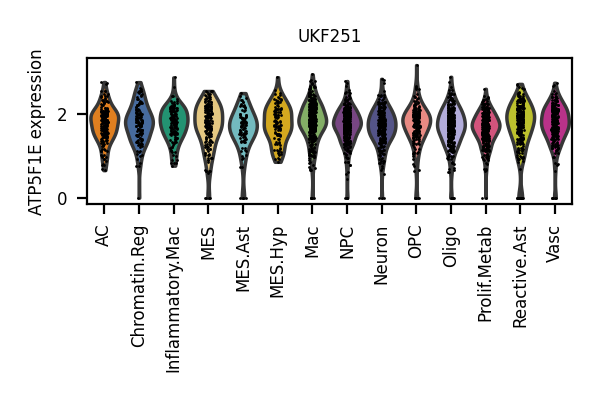 UKF251
ATP5F1E expression
2
0
AC
Chromatin.Reg
Inflammatory.Mac
MES
MES.Ast
MES.Hyp
Mac
NPC
Neuron
OPC
Oligo
Prolif.Metab
Reactive.Ast
Vasc